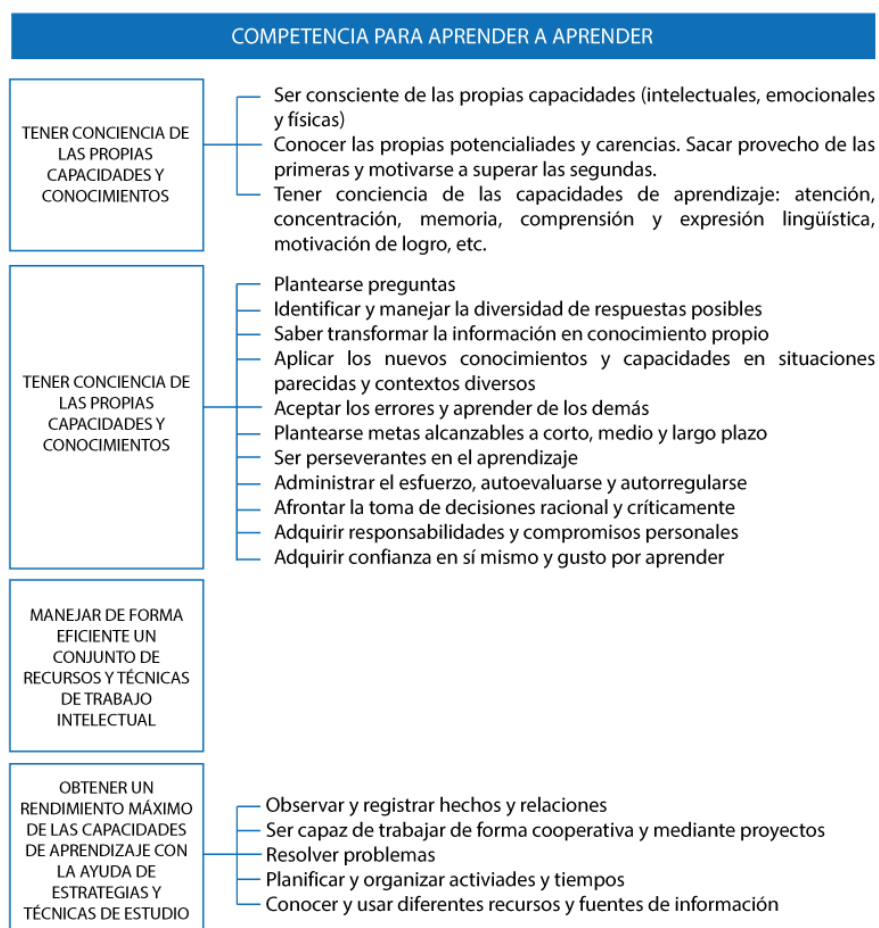 COMPETENCIA PARA APRENDER A APRENDER
TENER CONCIENCIA DE
LAS PROPIAS
CAPACIDADES Y
CONOCIMIENTOS
Ser consciente de las propias capacidades (intelectuales, emocionales
y físicas)
Conocer las propias potencialiades y carencias. Sacar provecho de las
primeras y motivarse a superar las segundas.
Tener conciencia de las capacidades de aprendizaje: atención,
concentración, memoria, comprensión y expresión lingüística,
motivación de logro, etc.
TENER CONCIENCIA DE
LAS PROPIAS
CAPACIDADES Y
CONOCIMIENTOS
Plantearse preguntas
Identificar y manejar la diversidad de respuestas posibles
Saber transformar la información en conocimiento propio
Aplicar los nuevos conocimientos y capacidades en situaciones
parecidas y contextos diversos
Aceptar los errores y aprender de los demás
Plantearse metas alcanzables a corto, medio y largo plazo
Ser perseverantes en el aprendizaje
Administrar el esfuerzo, autoevaluarse y autorregularse
Afrontar la toma de decisiones racional y críticamente
Adquirir responsabilidades y compromisos personales
Adquirir confianza en sí mismo y gusto por aprender
MANEJAR DE FORMA
EFICIENTE UN
CONJUNTO DE
RECURSOS Y TÉCNICAS
DE TRABAJO
INTELECTUAL
OBTENER UN
RENDIMIENTO MÁXIMO
DE LAS CAPACIDADES
DE APRENDIZAJE CON
LA AYUDA DE
ESTRATEGIAS Y
TÉCNICAS DE ESTUDIO
Observar y registrar hechos y relaciones
Ser capaz de trabajar de forma cooperativa y mediante proyectos
Resolver problemas
Planificar y organizar activiades y tiempos
Conocer y usar diferentes recursos y fuentes de información